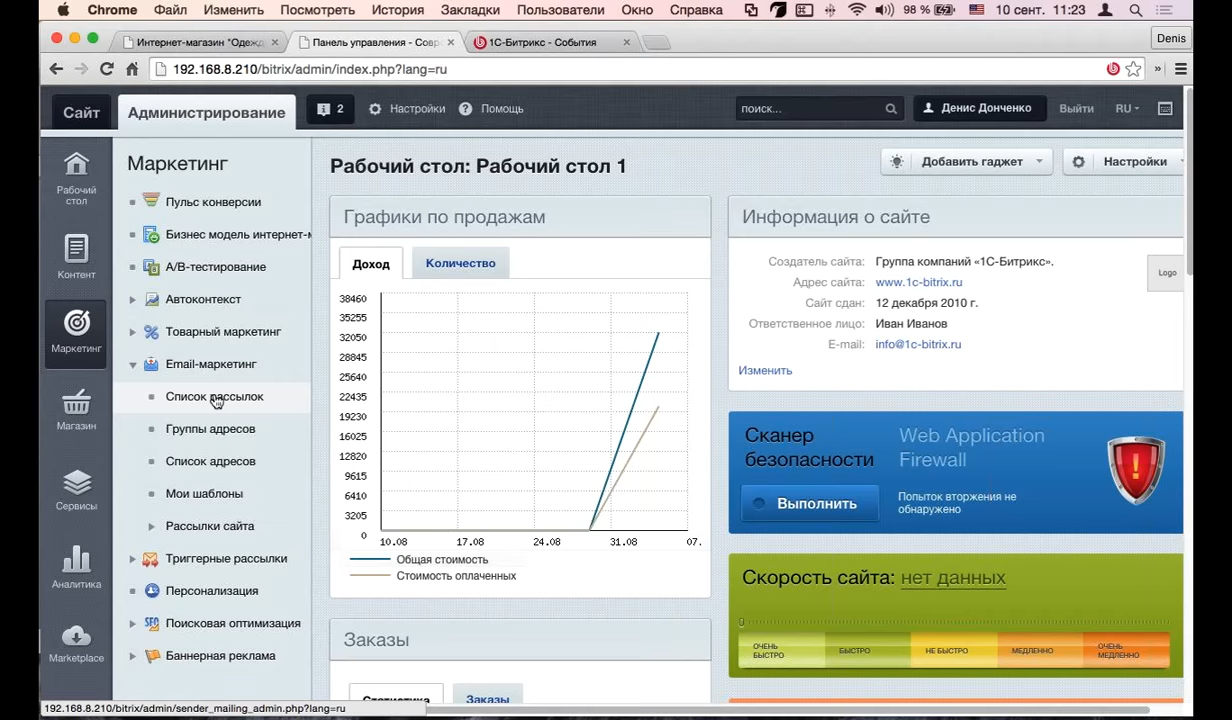 Chrome Файл Изменить Посмотреть История Закладки Пользователи Окно Справка 98 % 10 сент. 11:23
Интернет-магазин "Одежд Панель управления - Совр 1С-Битрикс - События Denis
192.168.8.210/bitrix/admin/index.php?lang=ru »
Сайт Администрирование 2 Настройки Помощь поиск... Денис Донченко Выйти RU
Рабочий
стол
Контент
Маркетинг
Магазин
Сервисы
Аналитика
Marketplace
Маркетинг
Пульс конверсии
Бизнес модель интернет-м
A/B-тестирование
Автоконтекст
Товарный маркетинг
Email-маркетинг
Список рассылок
Группы адресов
Список адресов
Мои шаблоны
Рассылки сайта
Триггерные рассылки
Персонализация
SEO Поисковая оптимизация
Баннерная реклама
Рабочий стол: Рабочий стол 1
Добавить гаджет Настройки
Графики по продажам
Доход Количество
38460
35255
32050
28845
25640
22435
19230
16025
12820
9615
6410
3205
0
10.08 17.08 24.08 31.08 07.
Общая стоимость
Стоимость оплаченных
Заказы
Статистика Заказы
Информация о сайте
Создатель сайта: Группа компаний «1С-Битрикс».
Адрес сайта: www.1c-bitrix.ru
Сайт сдан: 12 декабря 2010 г.
Ответственное лицо: Иван Иванов
E-mail: info@1c-bitrix.ru
Logo
Изменить
Сканер
безопасности
Web Application
Firewall
Выполнить
Попыток вторжения не
обнаружено
Скорость сайта: нет данных
0
ОЧЕНЬ
БЫСТРО
БЫСТРО
НЕ БЫСТРО
МЕДЛЕННО
ОЧЕНЬ
МЕДЛЕННО
192.168.8.210/bitrix/admin/sender_mailing_admin.php?lang=ru